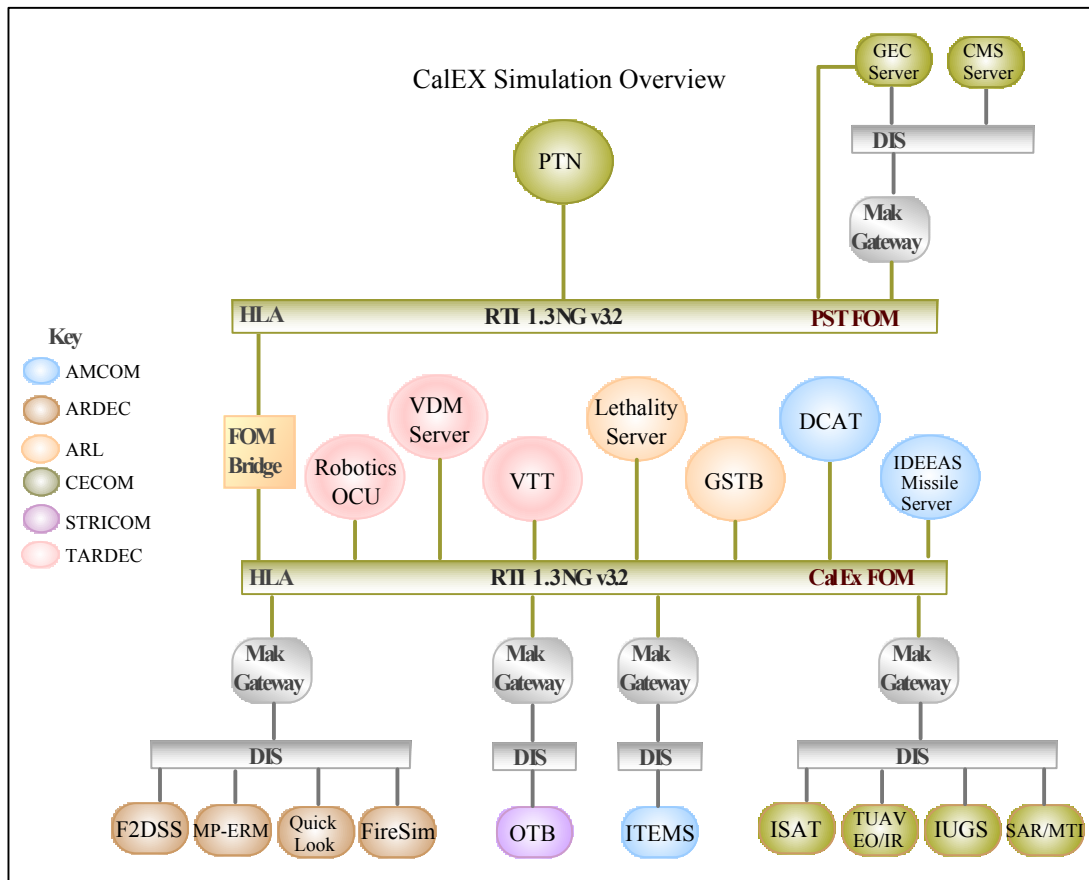 CalEX Simulation Overview
GEC
Server
CMS
Server
DIS
PTN
Mak
Gateway
HLA
RTI 1.3NG v3.2
PST FOM
Key
AMCOM
ARDEC
ARL
CECOM
STRICOM
TARDEC
FOM
Bridge
Robotics
OCU
VDM
Server
VTT
Lethality
Server
GSTB
DCAT
IDEEAS
Missile
Server
HLA
RTI 1.3NG v3.2
CalEx FOM
Mak
Gateway
Mak
Gateway
Mak
Gateway
Mak
Gateway
DIS
DIS
DIS
DIS
F2DSS
MP-ERM
Quick
Look
FireSim
OTB
ITEMS
ISAT
TUAV
EO/IR
IUGS
SAR/MTI